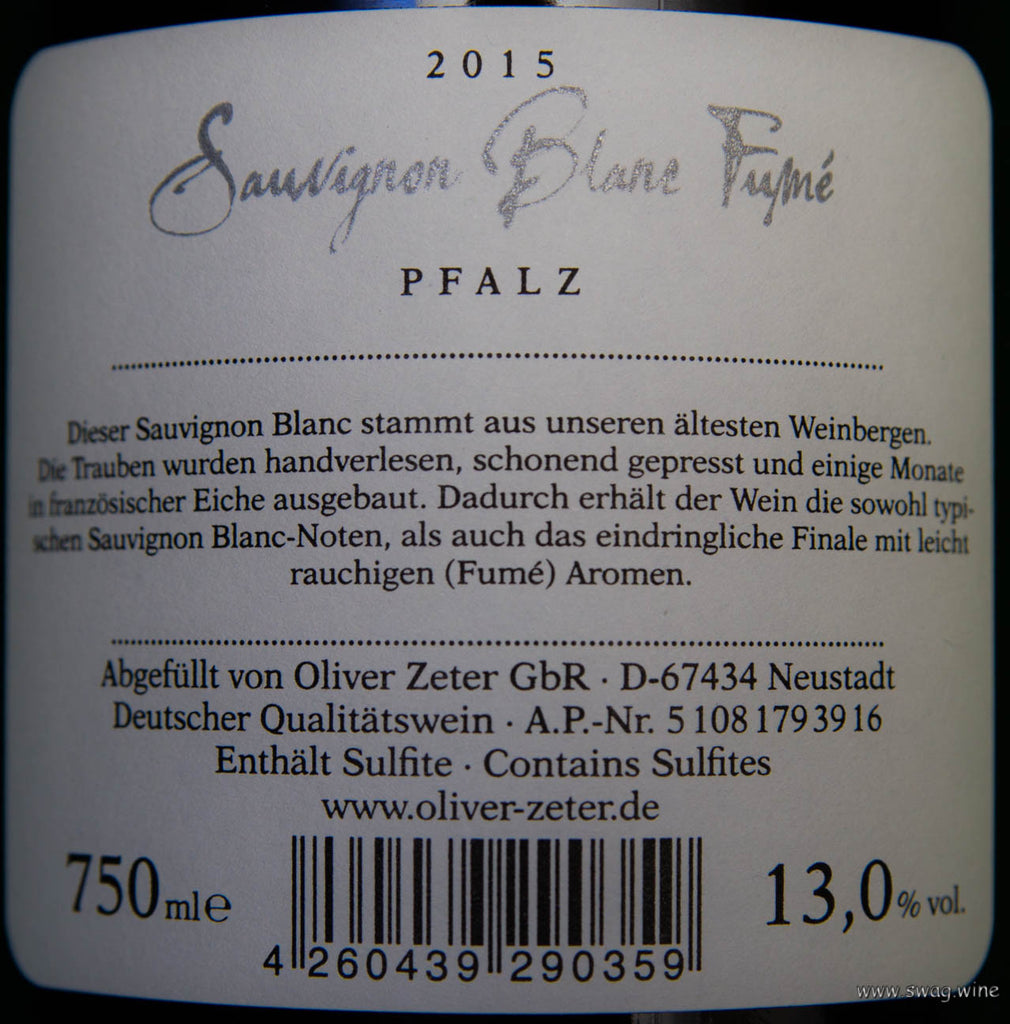 2015
Sauvignon Blanc Fumé
PFALZ
Dieser Sauvignon Blanc stammt aus unseren ältesten Weinbergen.
Die Trauben wurden handverlesen, schonend gepresst und einige Monate
in französischer Eiche ausgebaut. Dadurch erhält der Wein die sowohl typi-
schen Sauvignon Blanc-Noten, als auch das eindringliche Finale mit leicht
rauchigen (Fumé) Aromen.
Abgefüllt von Oliver Zeter GbR · D-67434 Neustadt
Deutscher Qualitätswein · A.P.-Nr. 5 108 179 39 16
Enthält Sulfite · Contains Sulfites
www.oliver-zeter.de
750 ml e
13,0 % vol.
4 260439 290359
www.swag.wine